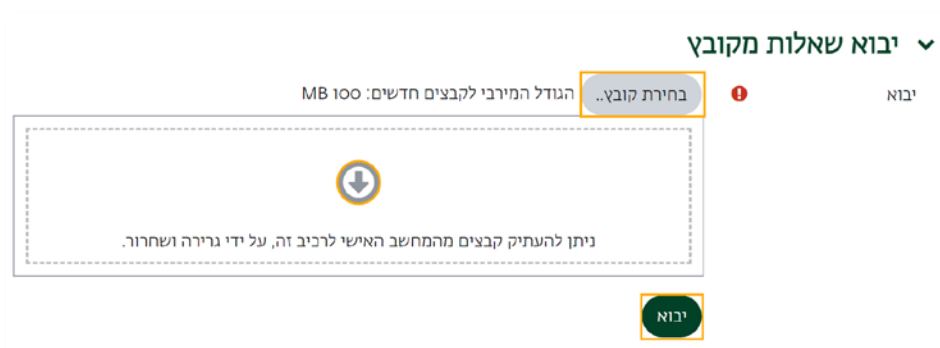 יבוא שאלות מקובץ
יבוא
בחירת קובץ.. הגודל המירבי לקבצים חדשים: 100 MB
ניתן להעתיק קבצים מהמחשב האישי לרכיב זה, על ידי גרירה ושחרור.
יבוא